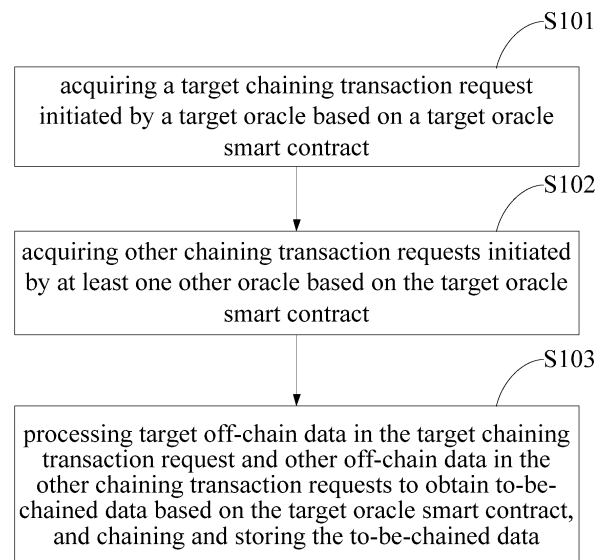 S101
acquiring a target chaining transaction request
initiated by a target oracle based on a target oracle
smart contract
S102
acquiring other chaining transaction requests initiated
by at least one other oracle based on the target oracle
smart contract
S103
processing target off-chain data in the target chaining
transaction request and other off-chain data in the
other chaining transaction requests to obtain to-be-
chained data based on the target oracle smart contract,
and chaining and storing the to-be-chained data